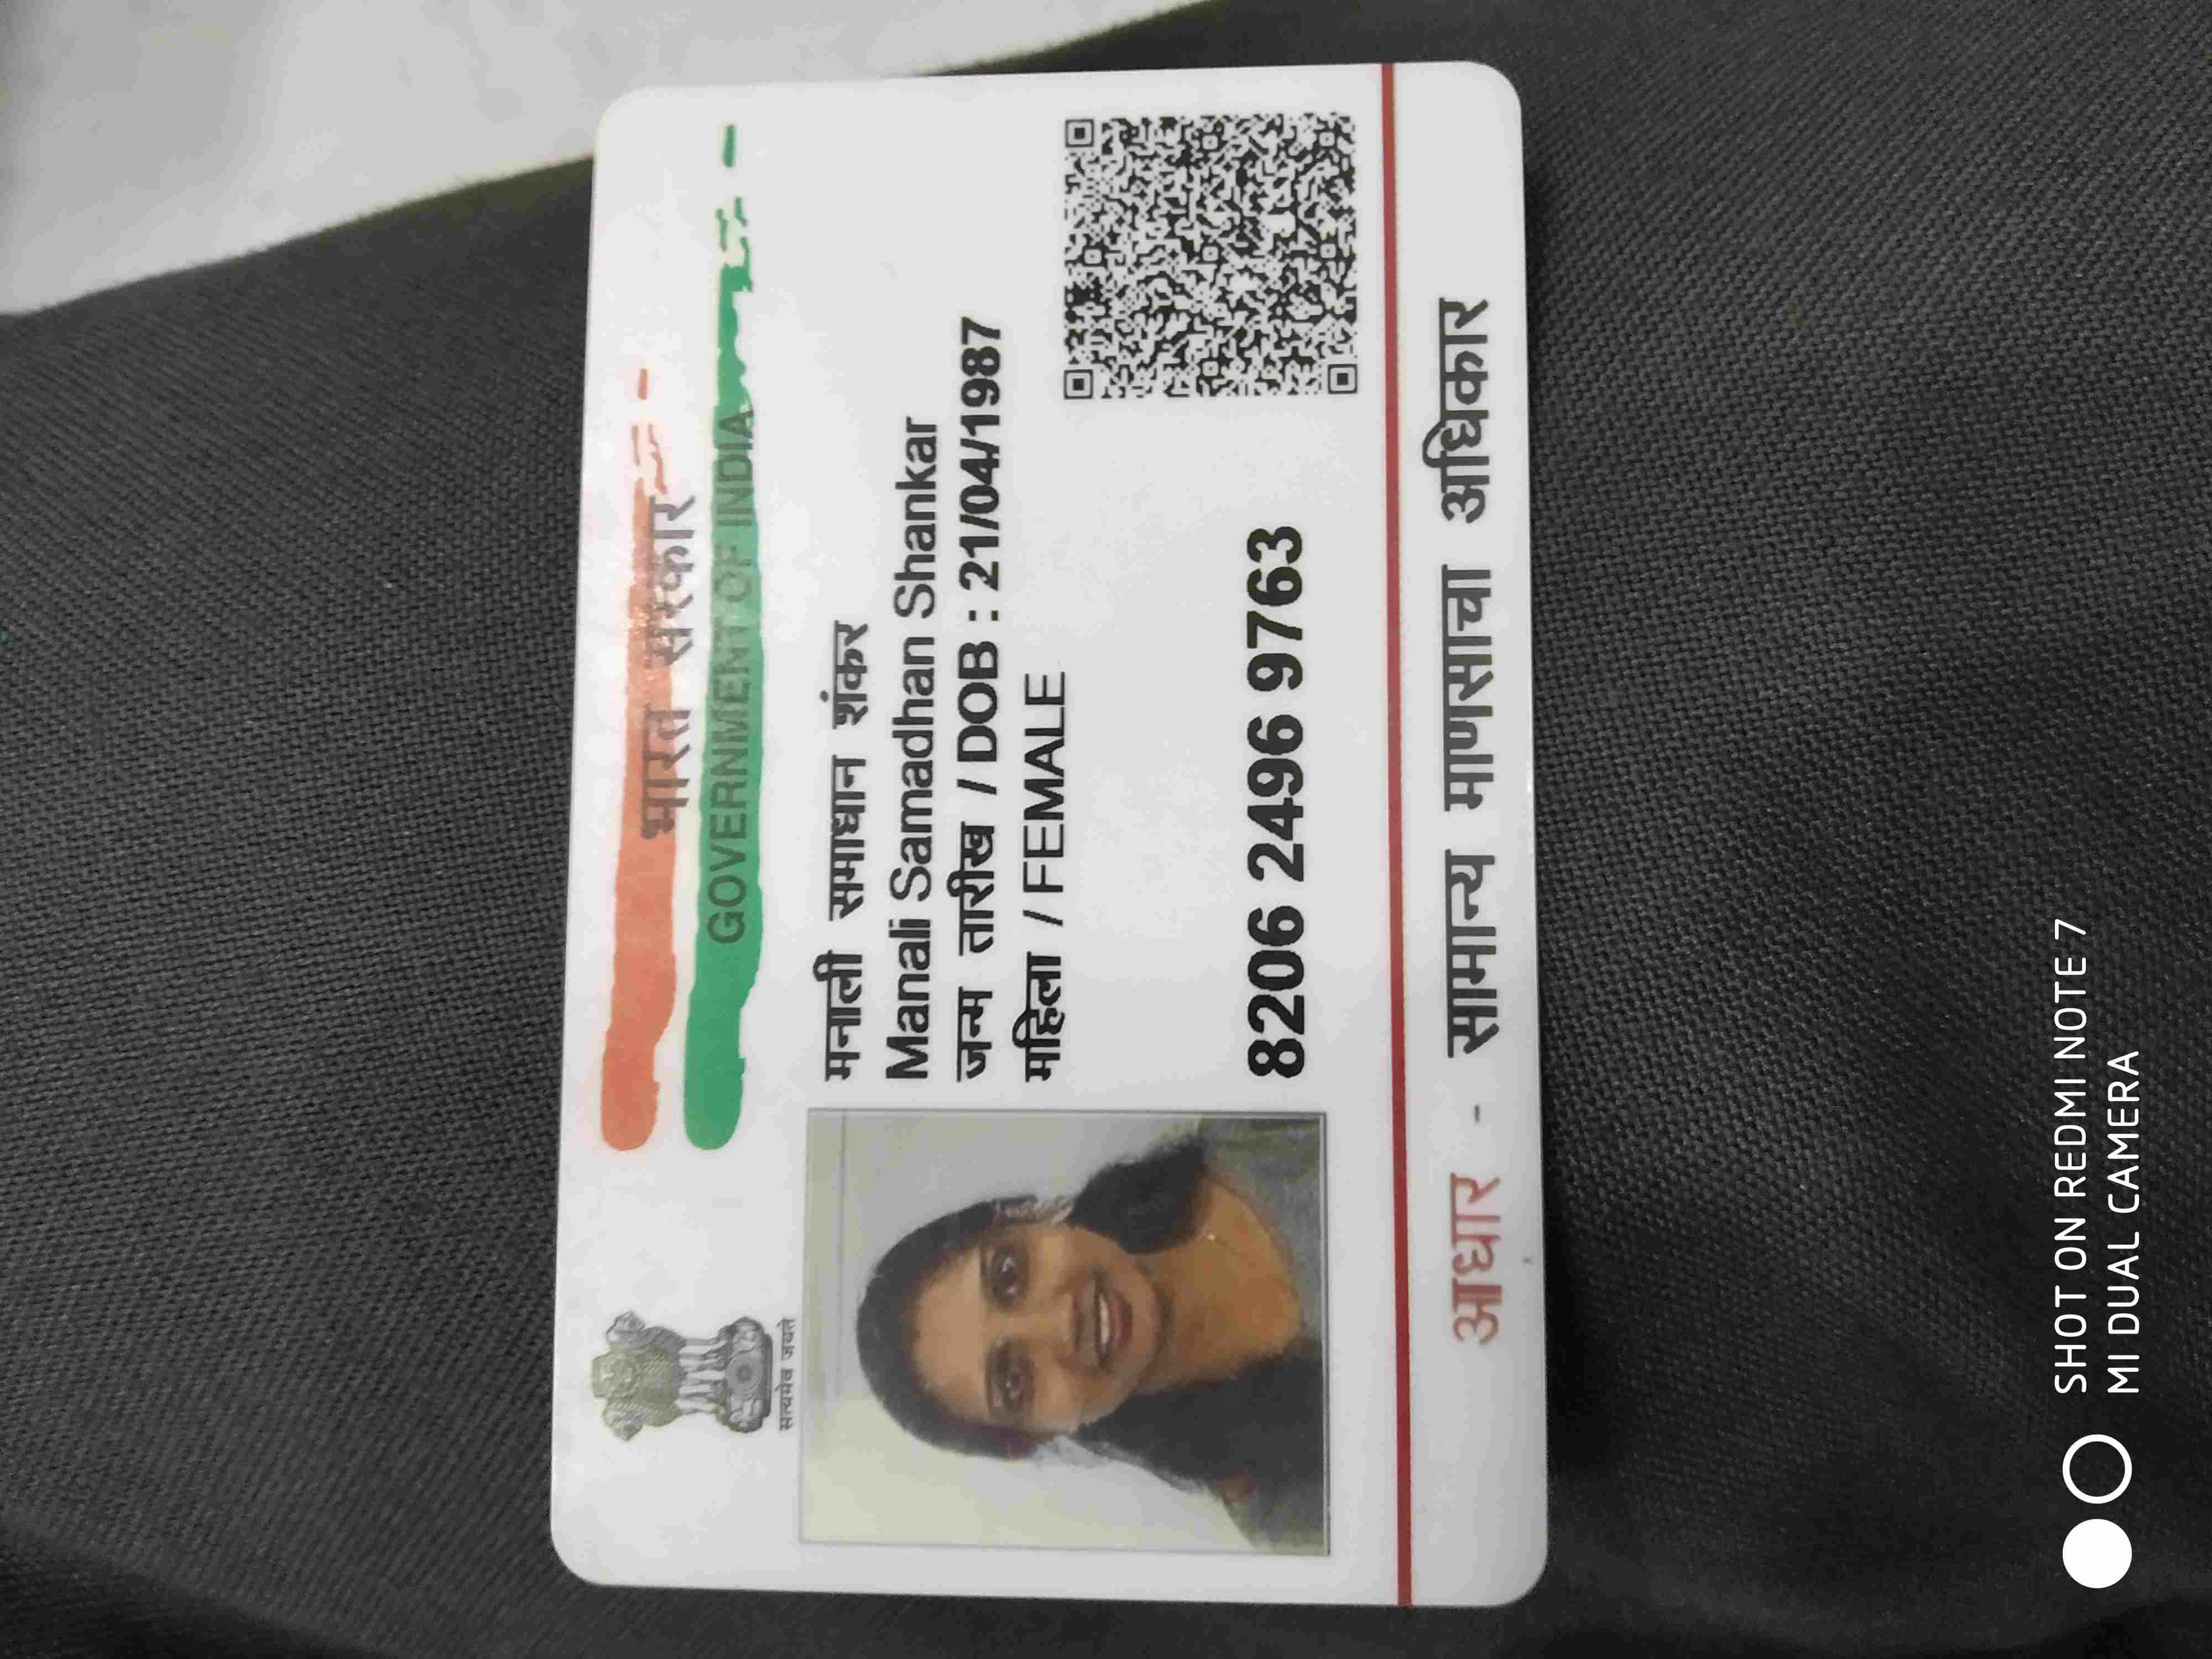 भारत सरकार
GOVERNMENT OF INDIA
सत्यमेव जयते
मनाली समाधान शंकर
Manali Samadhan Shankar
जन्म तारीख / DOB : 21/04/1987
महिला / FEMALE
8206 2496 9763
आधार - सामान्य माणसाचा अधिकार
SHOT ON REDMI NOTE 7
MI DUAL CAMERA